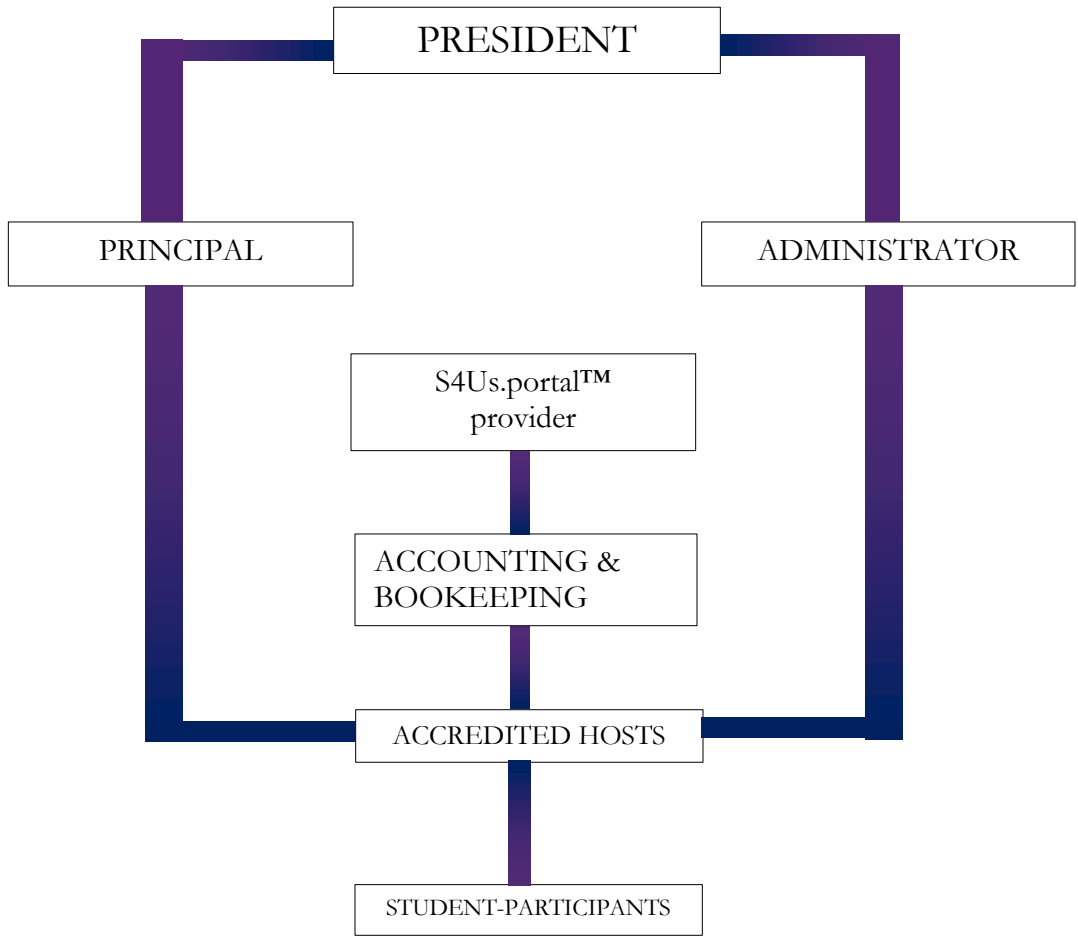 PRESIDENT
PRINCIPAL
ADMINISTRATOR
S4Us.portal™
provider
ACCOUNTING &
BOOKEEPING
ACCREDITED HOSTS
STUDENT-PARTICIPANTS